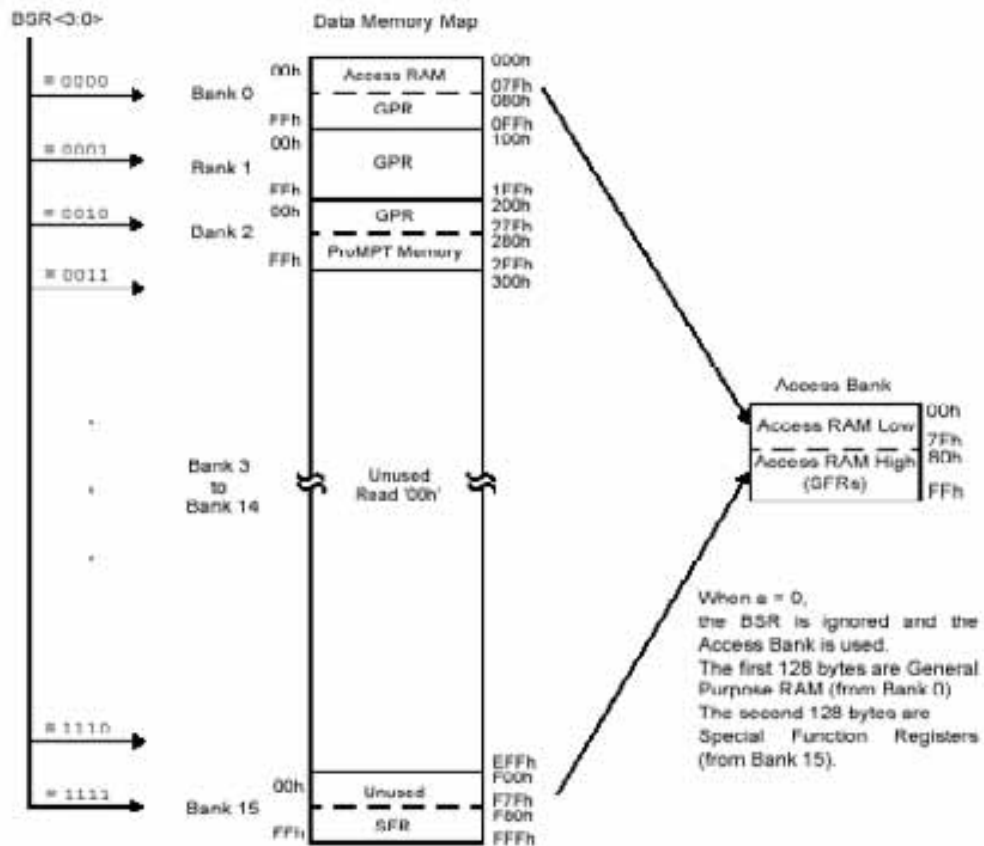 BSR<3:0>
Data Memory Map
= 0000
Bank 0
00h
Access RAM
000h
07Fh
080h
GPR
FFh
0FFh
= 0001
Bank 1
00h
100h
GPR
FFh
1FFh
= 0010
Bank 2
00h
200h
GPR
27Fh
280h
ProMPT Memory
FFh
2FFh
= 0011
300h
Bank 3
to
Bank 14
Unused
Read '00h'
Access Bank
Access RAM Low
00h
7Fh
Access RAM High
(SFRs)
80h
FFh
When a = 0,
the BSR is ignored and the
Access Bank is used.
The first 128 bytes are General
Purpose RAM (from Bank 0)
The second 128 bytes are
Special Function Registers
(from Bank 15).
= 1110
EFFh
= 1111
Bank 15
00h
F00h
Unused
F7Fh
F80h
SFR
FFh
FFFh